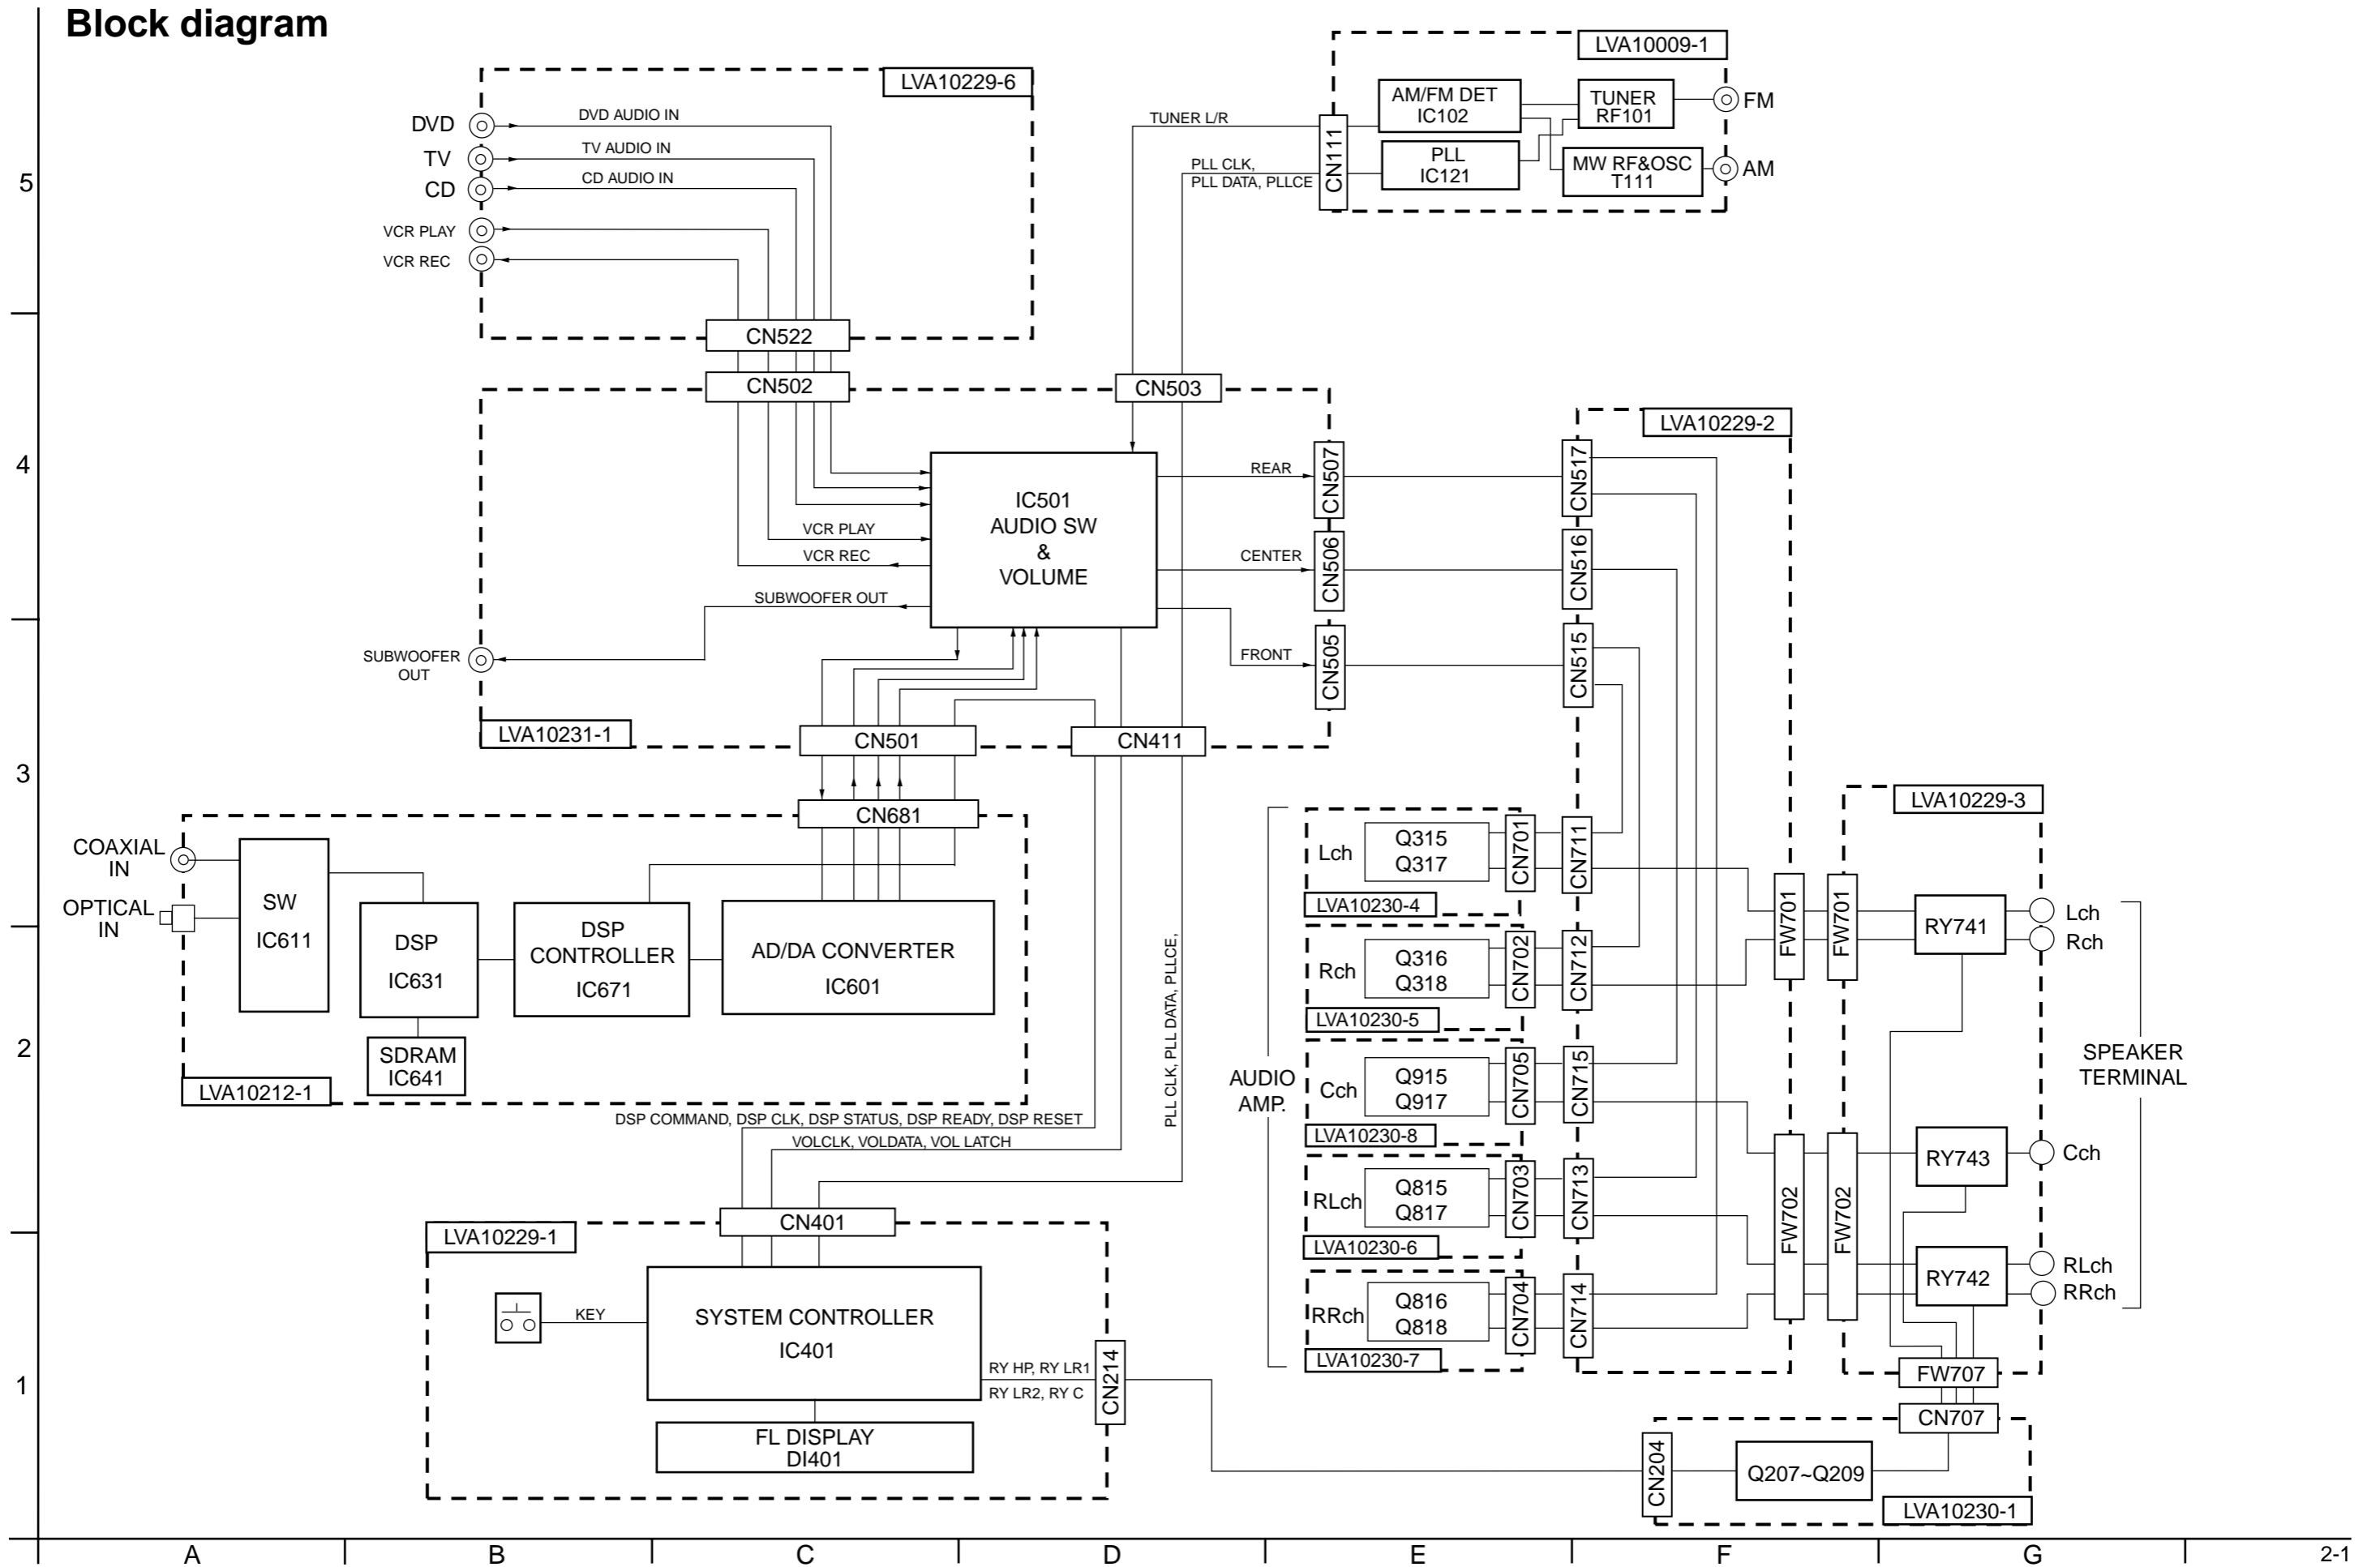 Block diagram
LVA10229-6
DVD
DVD AUDIO IN
TV
TV AUDIO IN
CD
CD AUDIO IN
VCR PLAY
VCR REC
CN522
LVA10009-1
TUNER L/R
PLL CLK,
PLL DATA, PLLCE
CN111
AM/FM DET
IC102
TUNER
RF101
FM
PLL
IC121
MW RF&OSC
T111
AM
5
CN502
CN503
IC501
AUDIO SW
&
VOLUME
VCR PLAY
VCR REC
SUBWOOFER OUT
SUBWOOFER
OUT
REAR
CENTER
FRONT
CN507
CN506
CN505
LVA10231-1
CN501
CN411
4
LVA10229-2
CN517
CN516
CN515
3
CN681
COAXIAL
IN
OPTICAL
IN
SW
IC611
DSP
IC631
DSP
CONTROLLER
IC671
AD/DA CONVERTER
IC601
SDRAM
IC641
LVA10212-1
2
DSP COMMAND, DSP CLK, DSP STATUS, DSP READY, DSP RESET
VOLCLK, VOLDATA, VOL LATCH
PLL CLK, PLL DATA, PLLCE,
AUDIO
AMP.
Lch
Q315
Q317
CN701
CN711
LVA10230-4
Rch
Q316
Q318
CN702
CN712
LVA10230-5
Cch
Q915
Q917
CN705
CN715
LVA10230-8
RLch
Q815
Q817
CN703
CN713
LVA10230-6
RRch
Q816
Q818
CN704
CN714
LVA10230-7
FW701
FW701
FW702
FW702
LVA10229-3
RY741
Lch
Rch
RY743
Cch
RY742
RLch
RRch
SPEAKER
TERMINAL
FW707
CN707
CN401
LVA10229-1
KEY
SYSTEM CONTROLLER
IC401
RY HP, RY LR1
RY LR2, RY C
CN214
FL DISPLAY
DI401
1
CN204
Q207~Q209
LVA10230-1
A
B
C
D
E
F
G
2-1